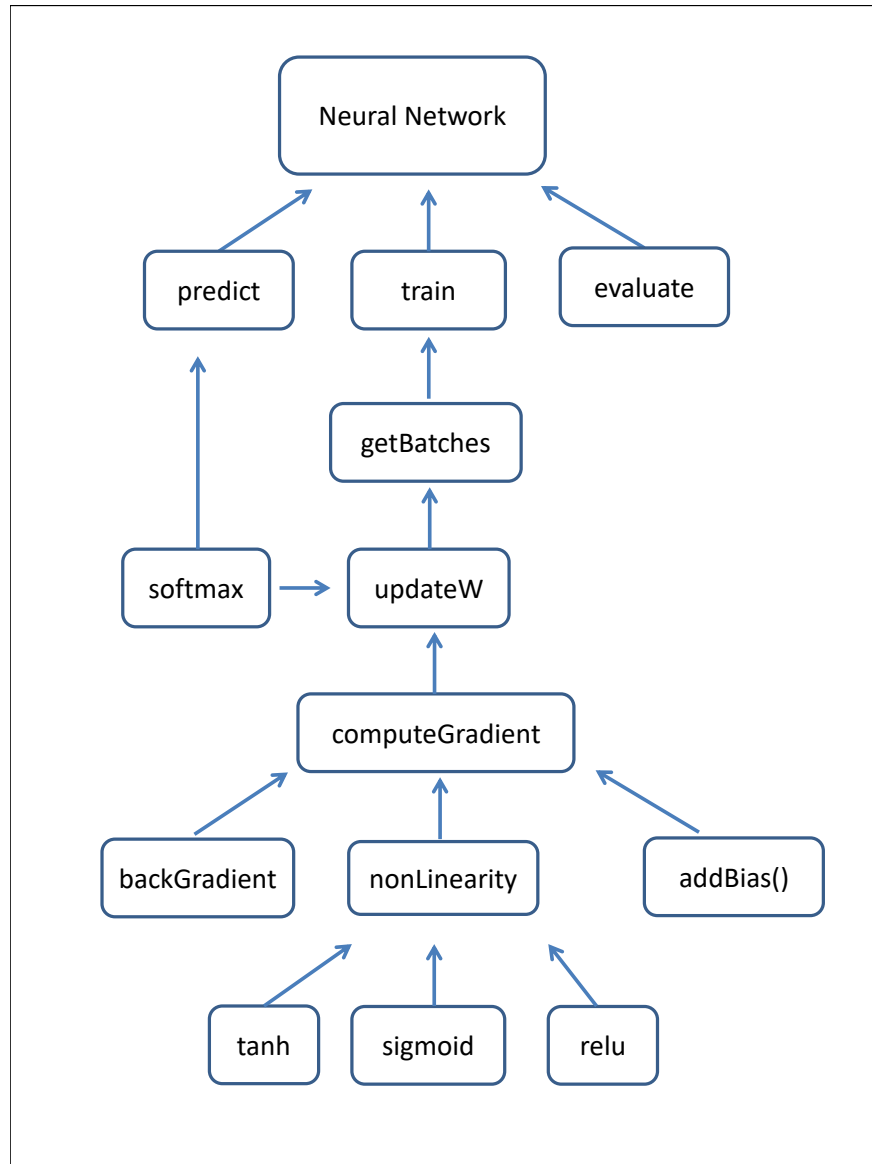 Neural Network
predict
train
evaluate
getBatches
softmax
updateW
computeGradient
backGradient
nonLinearity
addBias()
tanh
sigmoid
relu